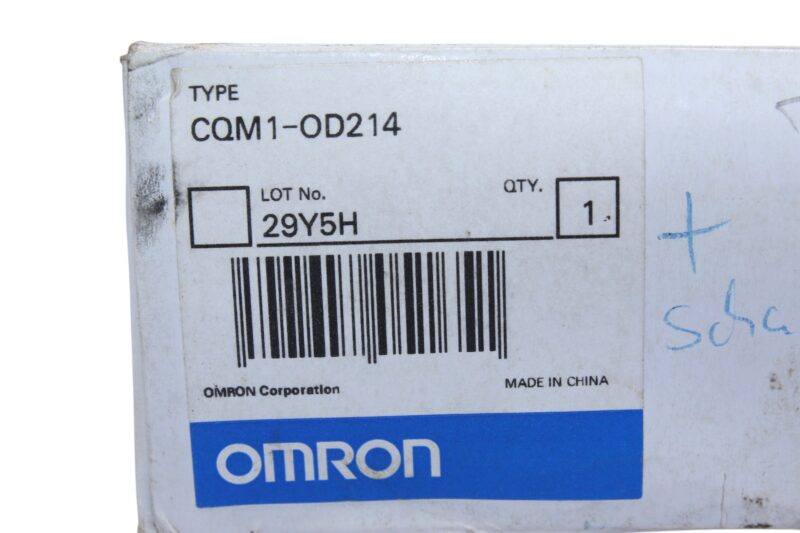 TYPE
CQM1-OD214
LOT No.
QTY.
29Y5H
1
OMRON Corporation
MADE IN CHINA
OMRON
+